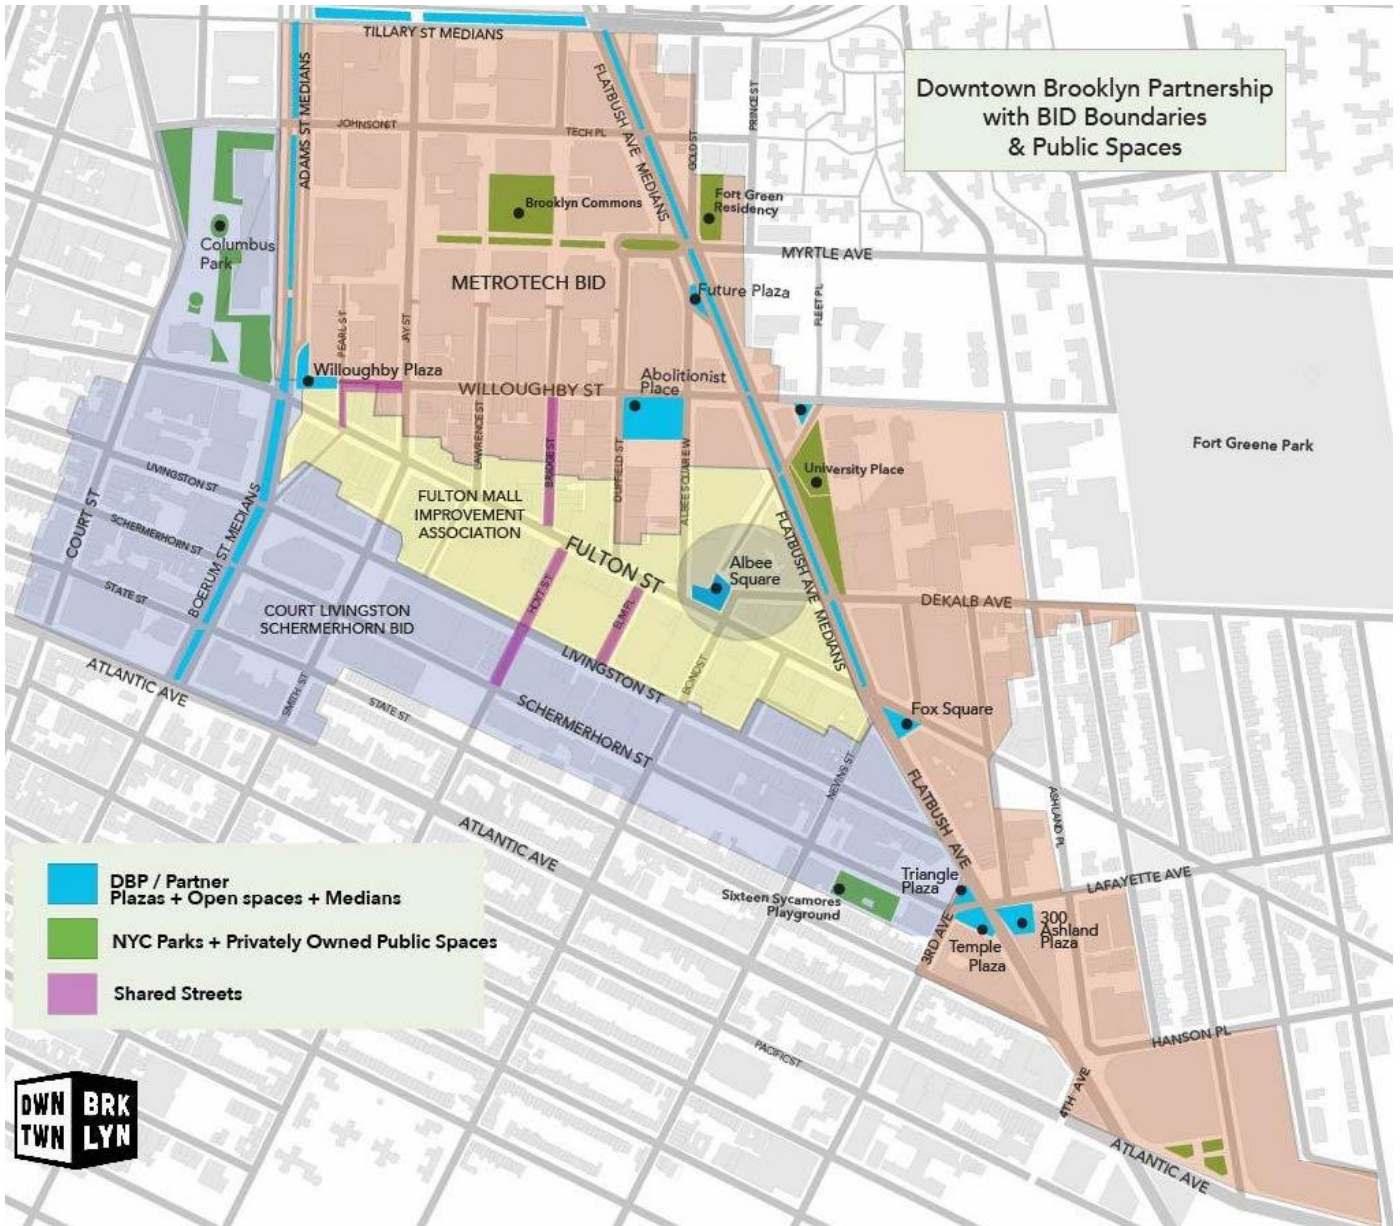 Downtown Brooklyn Partnership
with BID Boundaries
& Public Spaces
TILLARY ST MEDIANS
ADAMS ST MEDIANS
FLATBUSH AVE MEDIANS
JOHNSON ST
TECH PL
GOLD ST
PRINCE ST
Brooklyn Commons
Fort Green
Residency
Columbus
Park
MYRTLE AVE
METROTECH BID
Future Plaza
FLEET PL
PEARL ST
JAY ST
Willoughby Plaza
WILLOUGHBY ST
Abolitionist
Place
LAWRENCE ST
BRIDGE ST
DUFFIELD ST
ALBEE SQUARE W
Fort Greene Park
University Place
LIVINGSTON ST
COURT ST
SCHERMERHORN ST
STATE ST
BOERUM ST MEDIANS
FULTON MALL
IMPROVEMENT
ASSOCIATION
FULTON ST
FLATBUSH AVE MEDIANS
Albee
Square
HOYT ST
ELM PL
DEKALB AVE
COURT LIVINGSTON
SCHERMERHORN BID
LIVINGSTON ST
BOND ST
ATLANTIC AVE
SMITH ST
STATE ST
SCHERMERHORN ST
Fox Square
NEVINS ST
FLATBUSH AVE
ASHLAND PL
ATLANTIC AVE
LAFAYETTE AVE
Triangle
Plaza
Sixteen Sycamores
Playground
3RD AVE
Temple
Plaza
300
Ashland
Plaza
DBP / Partner
Plazas + Open spaces + Medians
NYC Parks + Privately Owned Public Spaces
Shared Streets
PACIFIC ST
HANSON PL
4TH AVE
ATLANTIC AVE
DWN BRK
TWN LYN